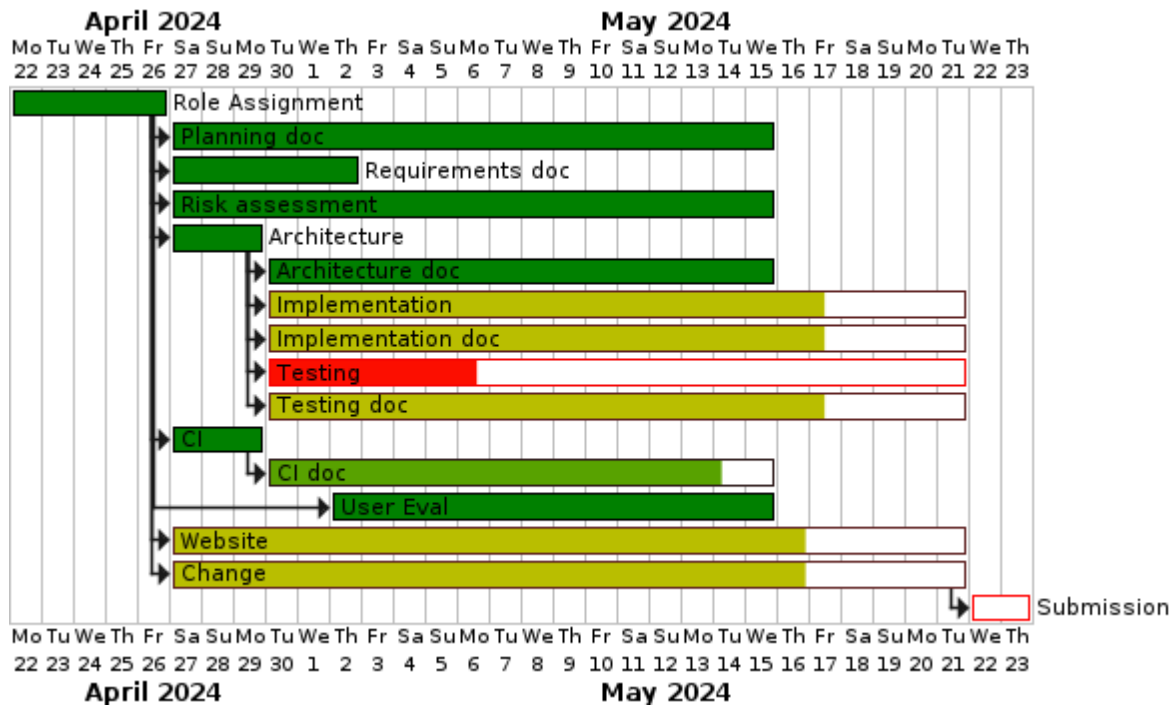 April 2024 May 2024
Mo Tu We Th Fr Sa Su Mo Tu We Th Fr Sa Su Mo Tu We Th Fr Sa Su Mo Tu We Th Fr Sa Su Mo Tu We Th
22 23 24 25 26 27 28 29 30 1 2 3 4 5 6 7 8 9 10 11 12 13 14 15 16 17 18 19 20 21 22 23
Role Assignment
Planning doc
Requirements doc
Risk assessment
Architecture
Architecture doc
Implementation
Implementation doc
Testing
Testing doc
CI
CI doc
User Eval
Website
Change
Submission
Mo Tu We Th Fr Sa Su Mo Tu We Th Fr Sa Su Mo Tu We Th Fr Sa Su Mo Tu We Th Fr Sa Su Mo Tu We Th
22 23 24 25 26 27 28 29 30 1 2 3 4 5 6 7 8 9 10 11 12 13 14 15 16 17 18 19 20 21 22 23
April 2024 May 2024